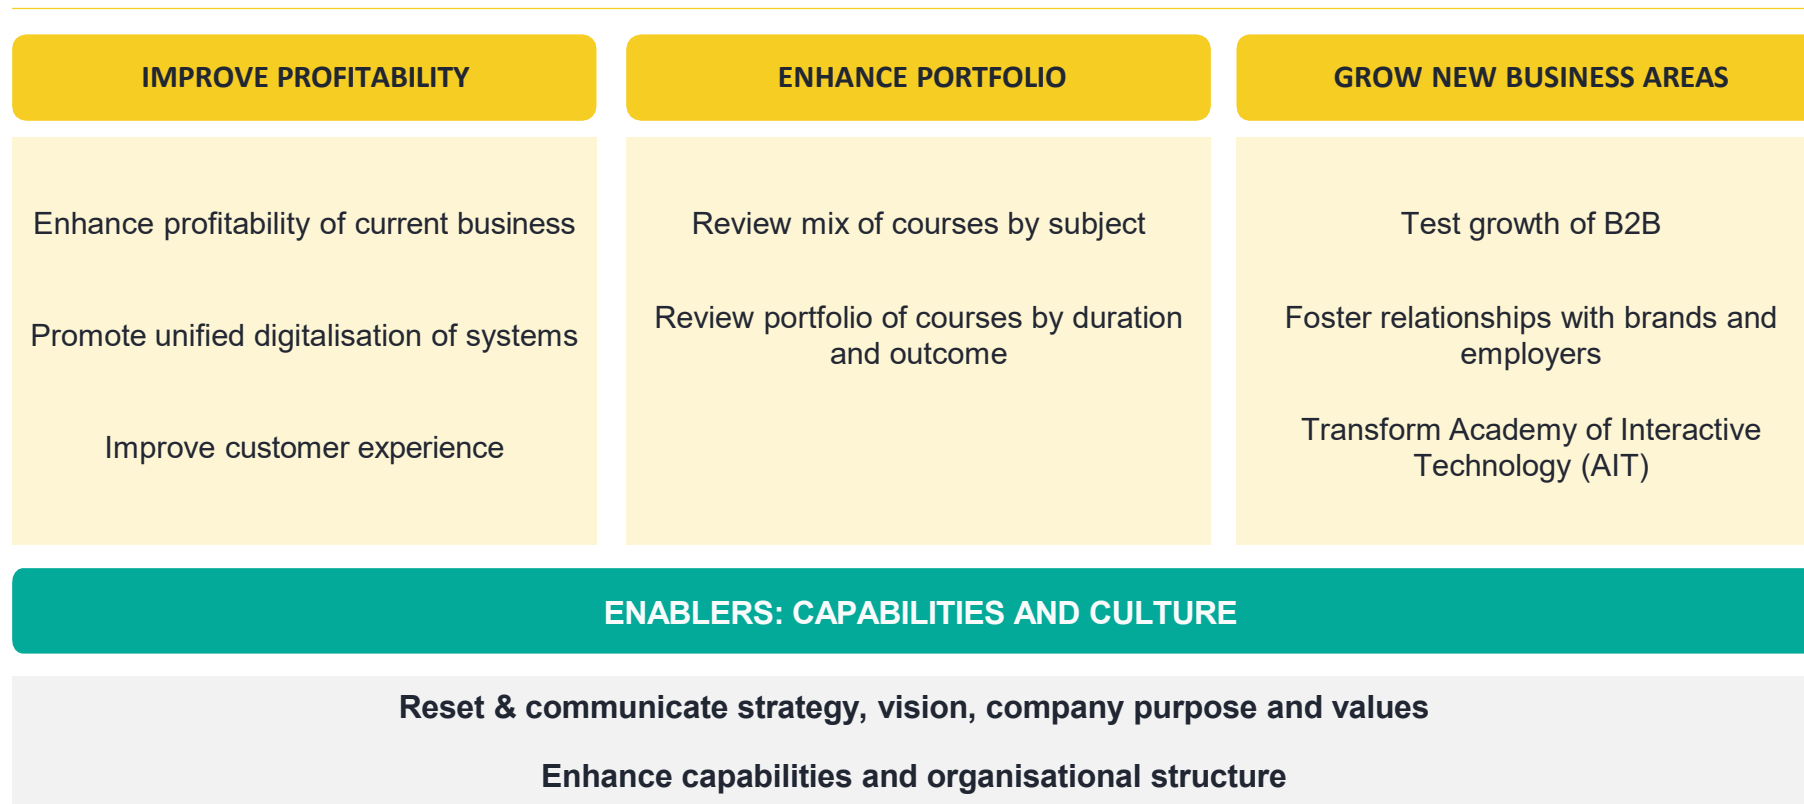 IMPROVE PROFITABILITY
Enhance profitability of current business
Promote unified digitalisation of systems
Improve customer experience
ENHANCE PORTFOLIO
Review mix of courses by subject
Review portfolio of courses by duration
and outcome
GROW NEW BUSINESS AREAS
Test growth of B2B
Foster relationships with brands and
employers
Transform Academy of Interactive
Technology (AIT)
ENABLERS: CAPABILITIES AND CULTURE
Reset & communicate strategy, vision, company purpose and values
Enhance capabilities and organisational structure